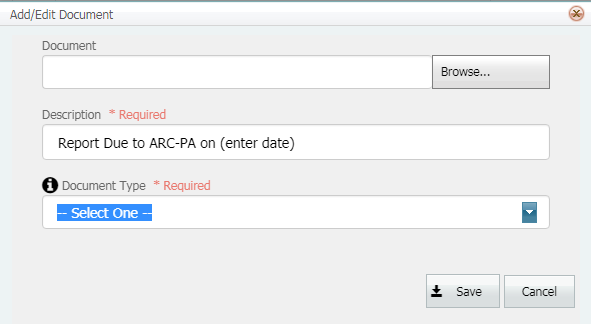 Add/Edit Document
Document
Browse...
Description * Required
Report Due to ARC-PA on (enter date)
Document Type * Required
-- Select One --
Save Cancel